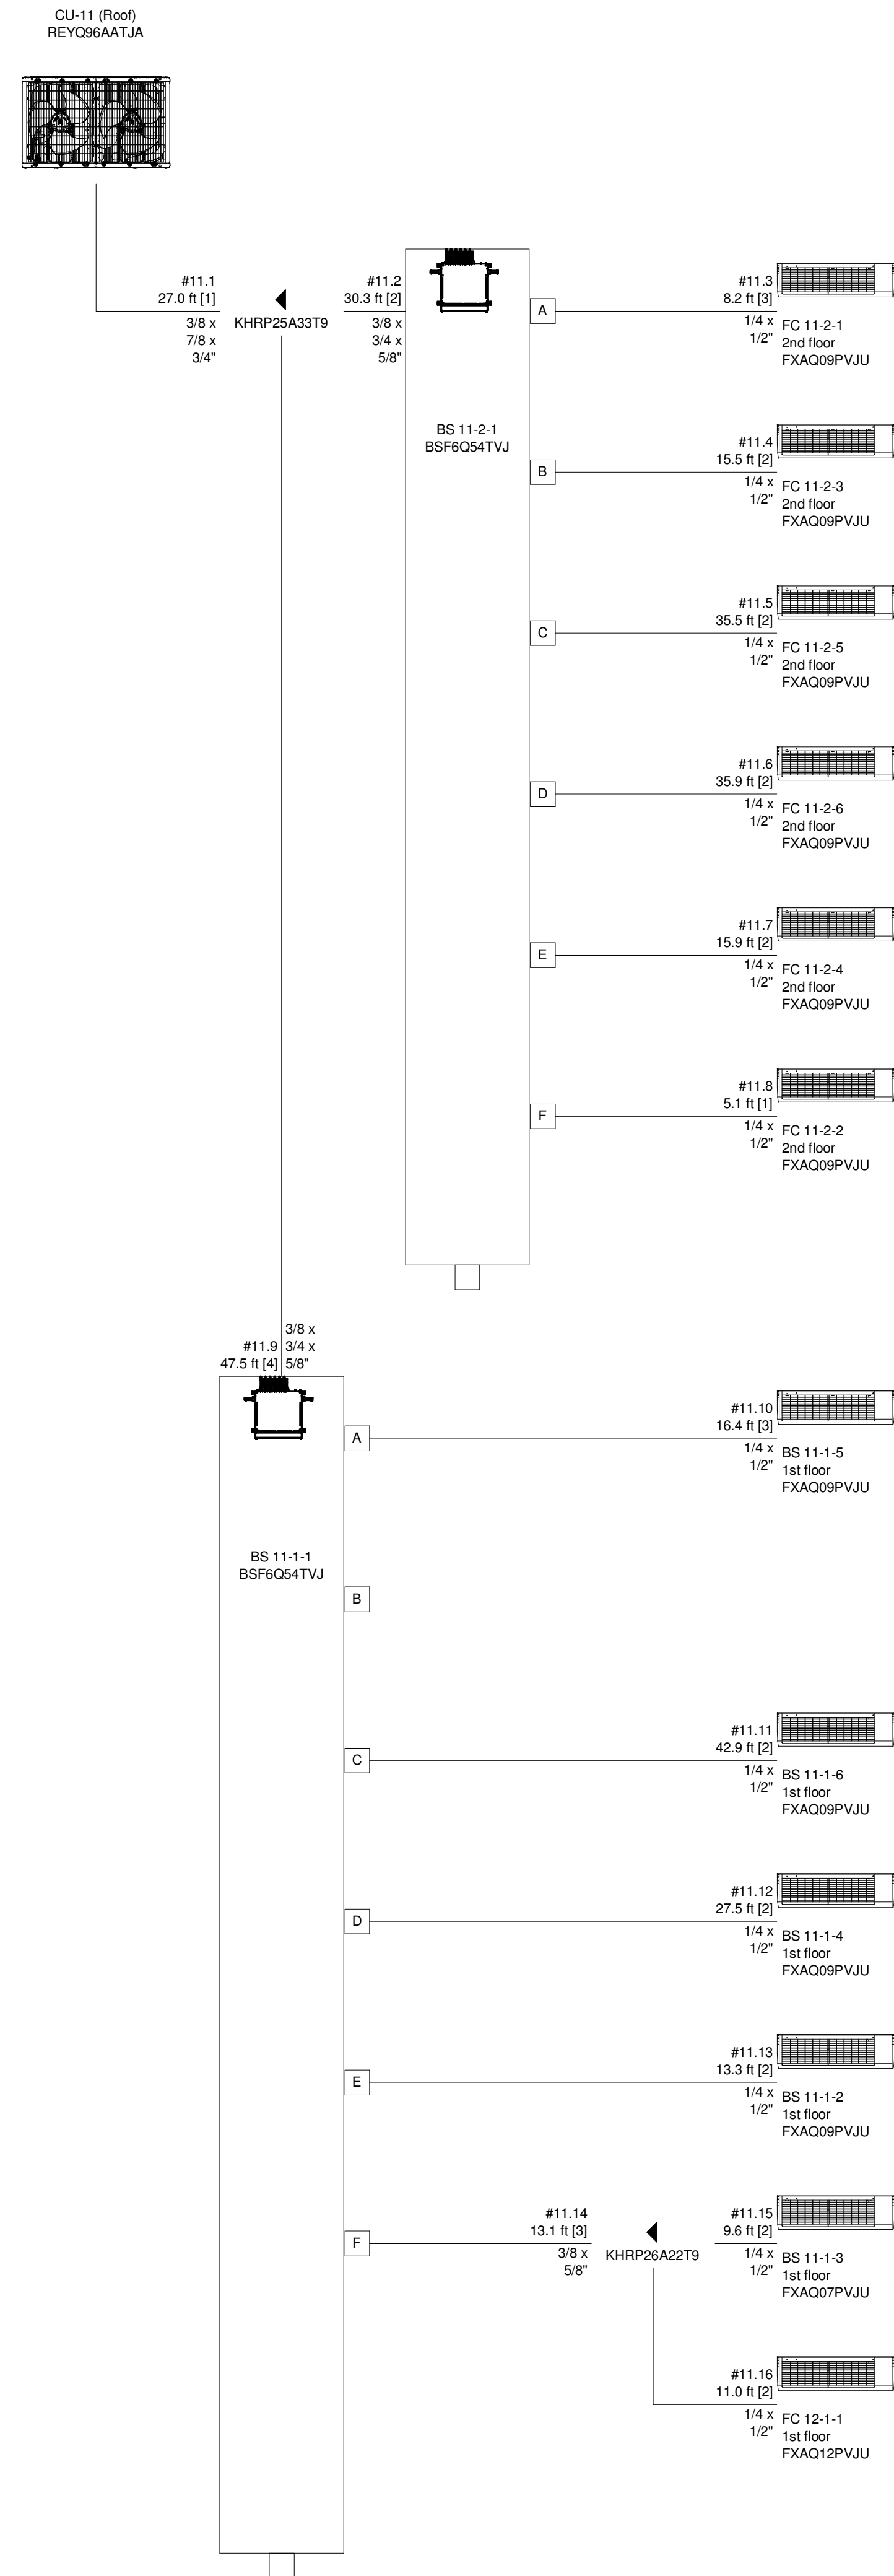 CU-11 (Roof)
REYQ96AATJA
#11.1
27.0 ft [1]
3/8 x
7/8 x
3/4"
KHRP25A33T9
#11.2
30.3 ft [2]
3/8 x
3/4 x
5/8"
BS 11-2-1
BSF6Q54TVJ
A
#11.3
8.2 ft [3]
1/4 x
1/2"
FC 11-2-1
2nd floor
FXAQ09PVJU
B
#11.4
15.5 ft [2]
1/4 x
1/2"
FC 11-2-3
2nd floor
FXAQ09PVJU
C
#11.5
35.5 ft [2]
1/4 x
1/2"
FC 11-2-5
2nd floor
FXAQ09PVJU
D
#11.6
35.9 ft [2]
1/4 x
1/2"
FC 11-2-6
2nd floor
FXAQ09PVJU
E
#11.7
15.9 ft [2]
1/4 x
1/2"
FC 11-2-4
2nd floor
FXAQ09PVJU
F
#11.8
5.1 ft [1]
1/4 x
1/2"
FC 11-2-2
2nd floor
FXAQ09PVJU
#11.9
47.5 ft [4]
3/8 x
3/4 x
5/8"
BS 11-1-1
BSF6Q54TVJ
A
#11.10
16.4 ft [3]
1/4 x
1/2"
BS 11-1-5
1st floor
FXAQ09PVJU
B
C
#11.11
42.9 ft [2]
1/4 x
1/2"
BS 11-1-6
1st floor
FXAQ09PVJU
D
#11.12
27.5 ft [2]
1/4 x
1/2"
BS 11-1-4
1st floor
FXAQ09PVJU
E
#11.13
13.3 ft [2]
1/4 x
1/2"
BS 11-1-2
1st floor
FXAQ09PVJU
F
#11.14
13.1 ft [3]
3/8 x
5/8"
KHRP26A22T9
#11.15
9.6 ft [2]
1/4 x
1/2"
BS 11-1-3
1st floor
FXAQ07PVJU
#11.16
11.0 ft [2]
1/4 x
1/2"
FC 12-1-1
1st floor
FXAQ12PVJU